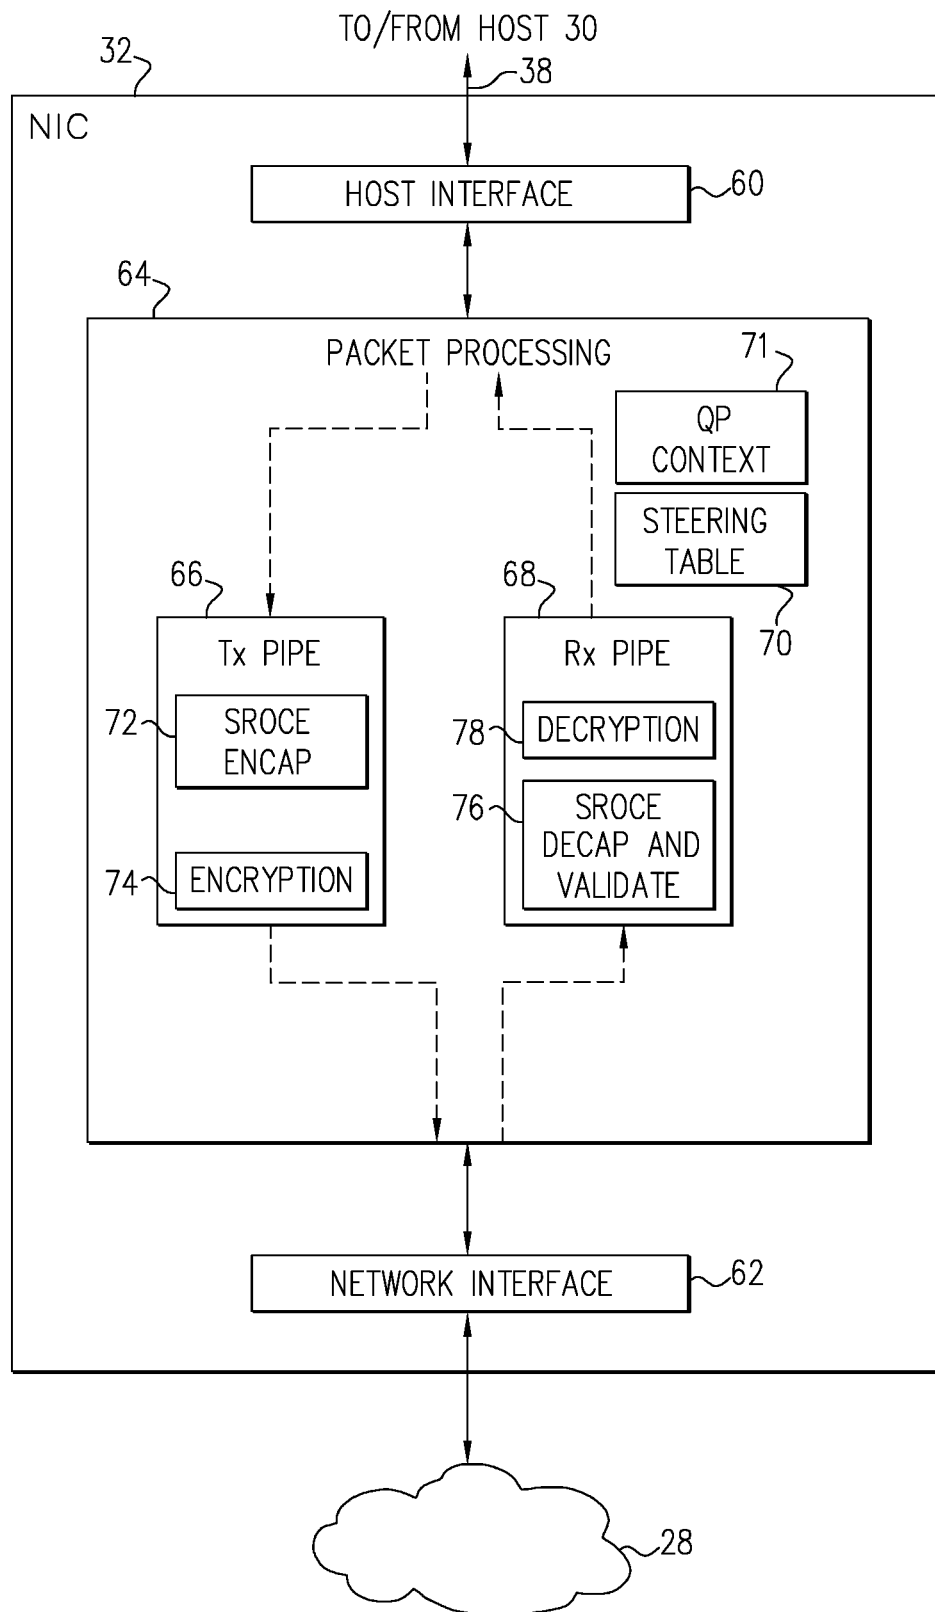 TO/FROM HOST 30
32
38
NIC
HOST INTERFACE
60
64
PACKET PROCESSING
71
QP
CONTEXT
STEERING
TABLE
70
66
68
Tx PIPE
Rx PIPE
72
SROCE
ENCAP
78
DECRYPTION
76
SROCE
DECAP AND
VALIDATE
74
ENCRYPTION
NETWORK INTERFACE
62
28